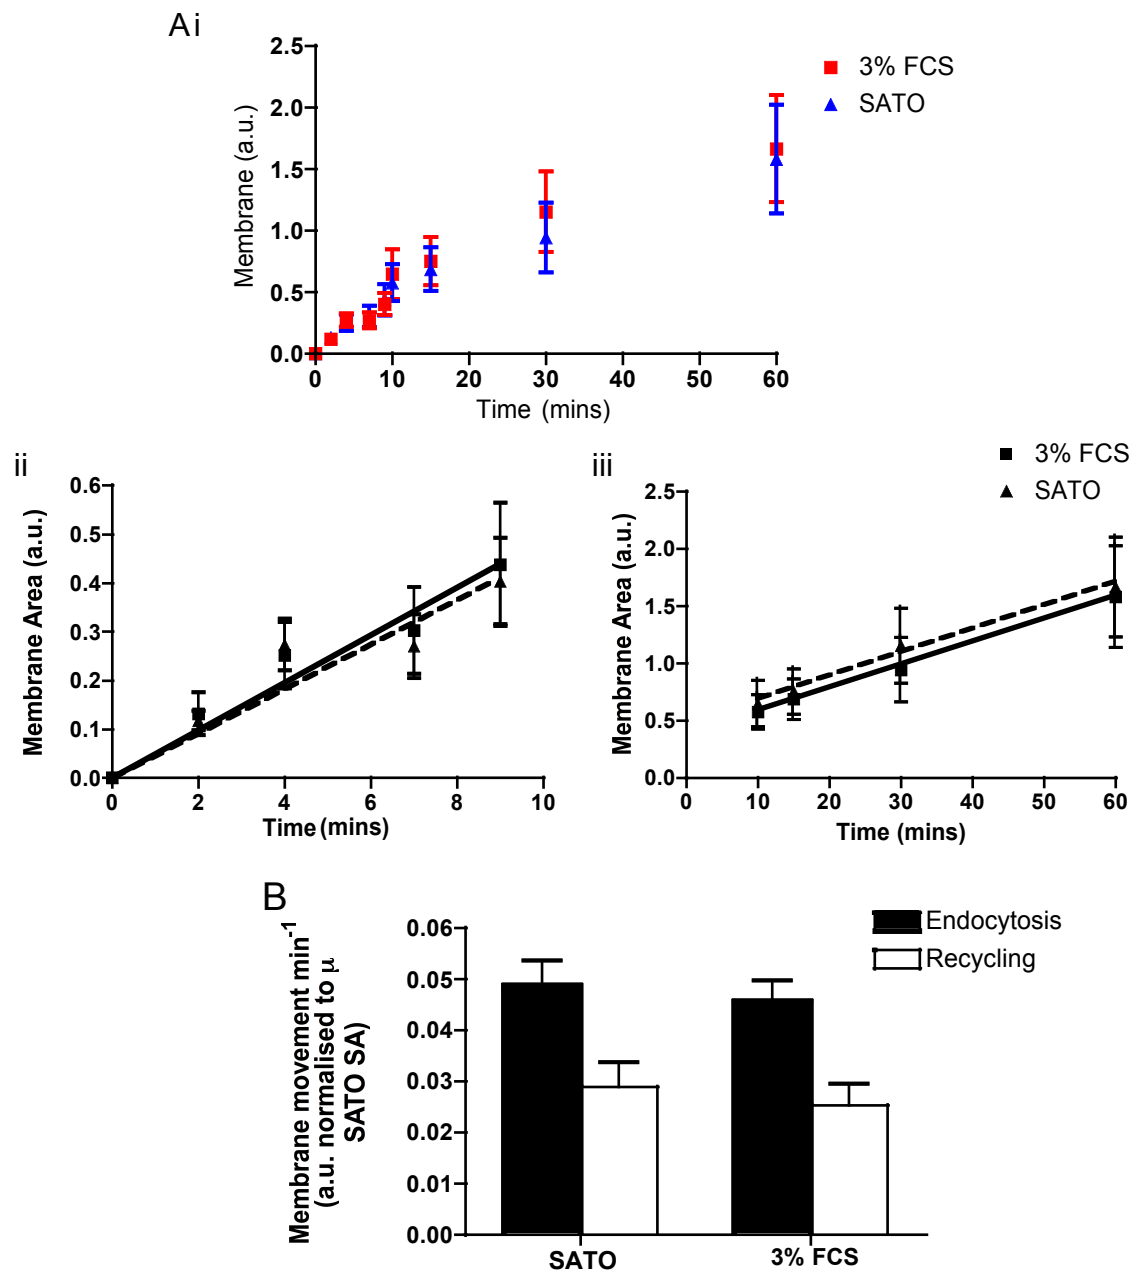 Ai
2.5
2.0
1.5
1.0
0.5
0.0
Membrane (a.u.)
0 10 20 30 40 50 60
Time (mins)
3% FCS
SATO
ii
0.6
0.5
0.4
0.3
0.2
0.1
0.0
Membrane Area (a.u.)
0 2 4 6 8 10
Time (mins)
iii
3% FCS
SATO
2.5
2.0
1.5
1.0
0.5
0.0
Membrane Area (a.u.)
0 10 20 30 40 50 60
Time (mins)
B
Membrane movement min-1
(a.u. normalised to μ
SATO SA)
0.06
0.05
0.04
0.03
0.02
0.01
0.00
SATO 3% FCS
Endocytosis
Recycling